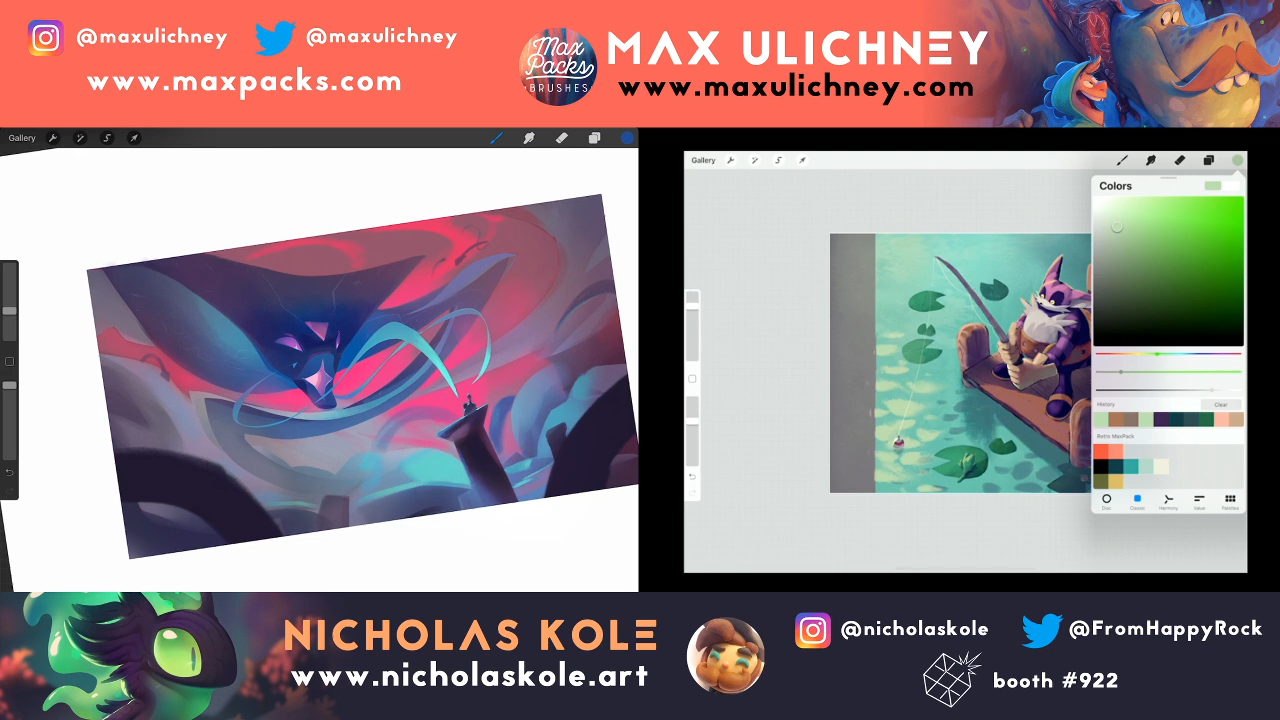 @maxulichney
@maxulichney
www.maxpacks.com
Max
Packs
BRUSHES
MAX ULICHNEY
www.maxulichney.com
Gallery
Gallery
Colors
History
Clear
Retro MaxPack
Disc
Classic
Harmony
Value
Palettes
NICHOLAS KOLE
www.nicholaskole.art
@nicholaskole
@FromHappyRock
booth #922